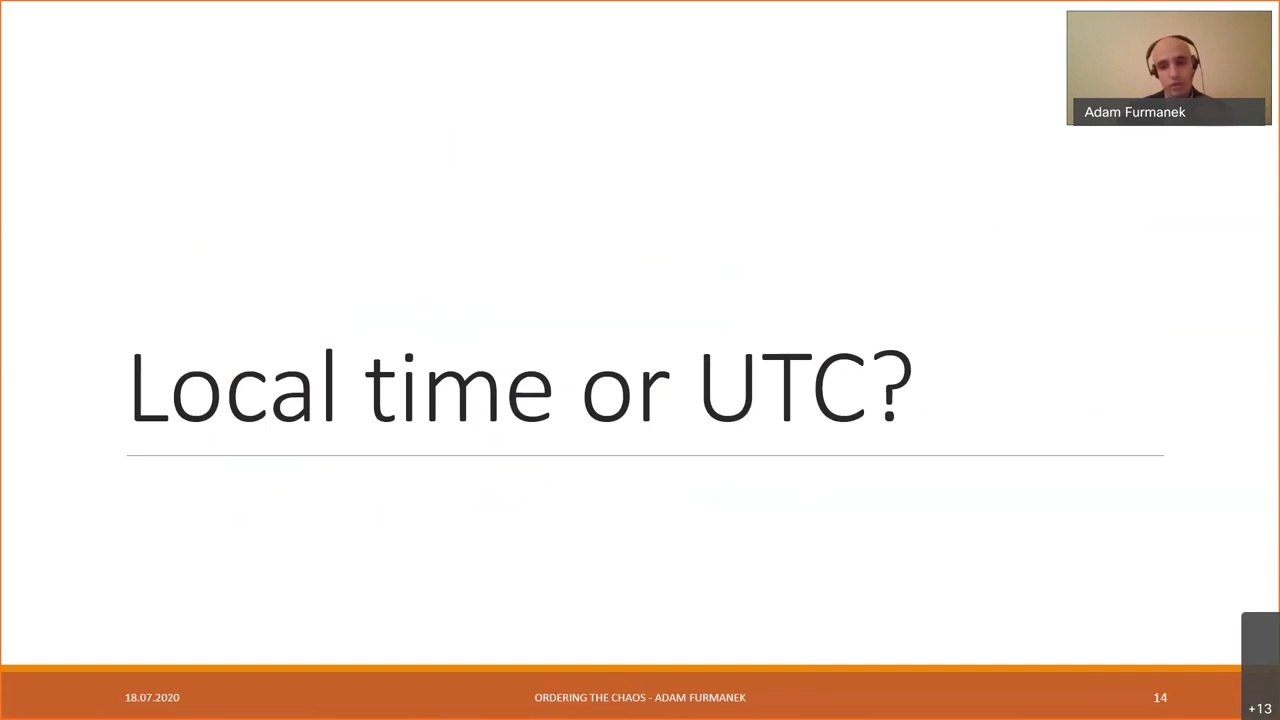 Adam Furmanek
Local time or UTC?
18.07.2020
ORDERING THE CHAOS - ADAM FURMANEK
14
+13